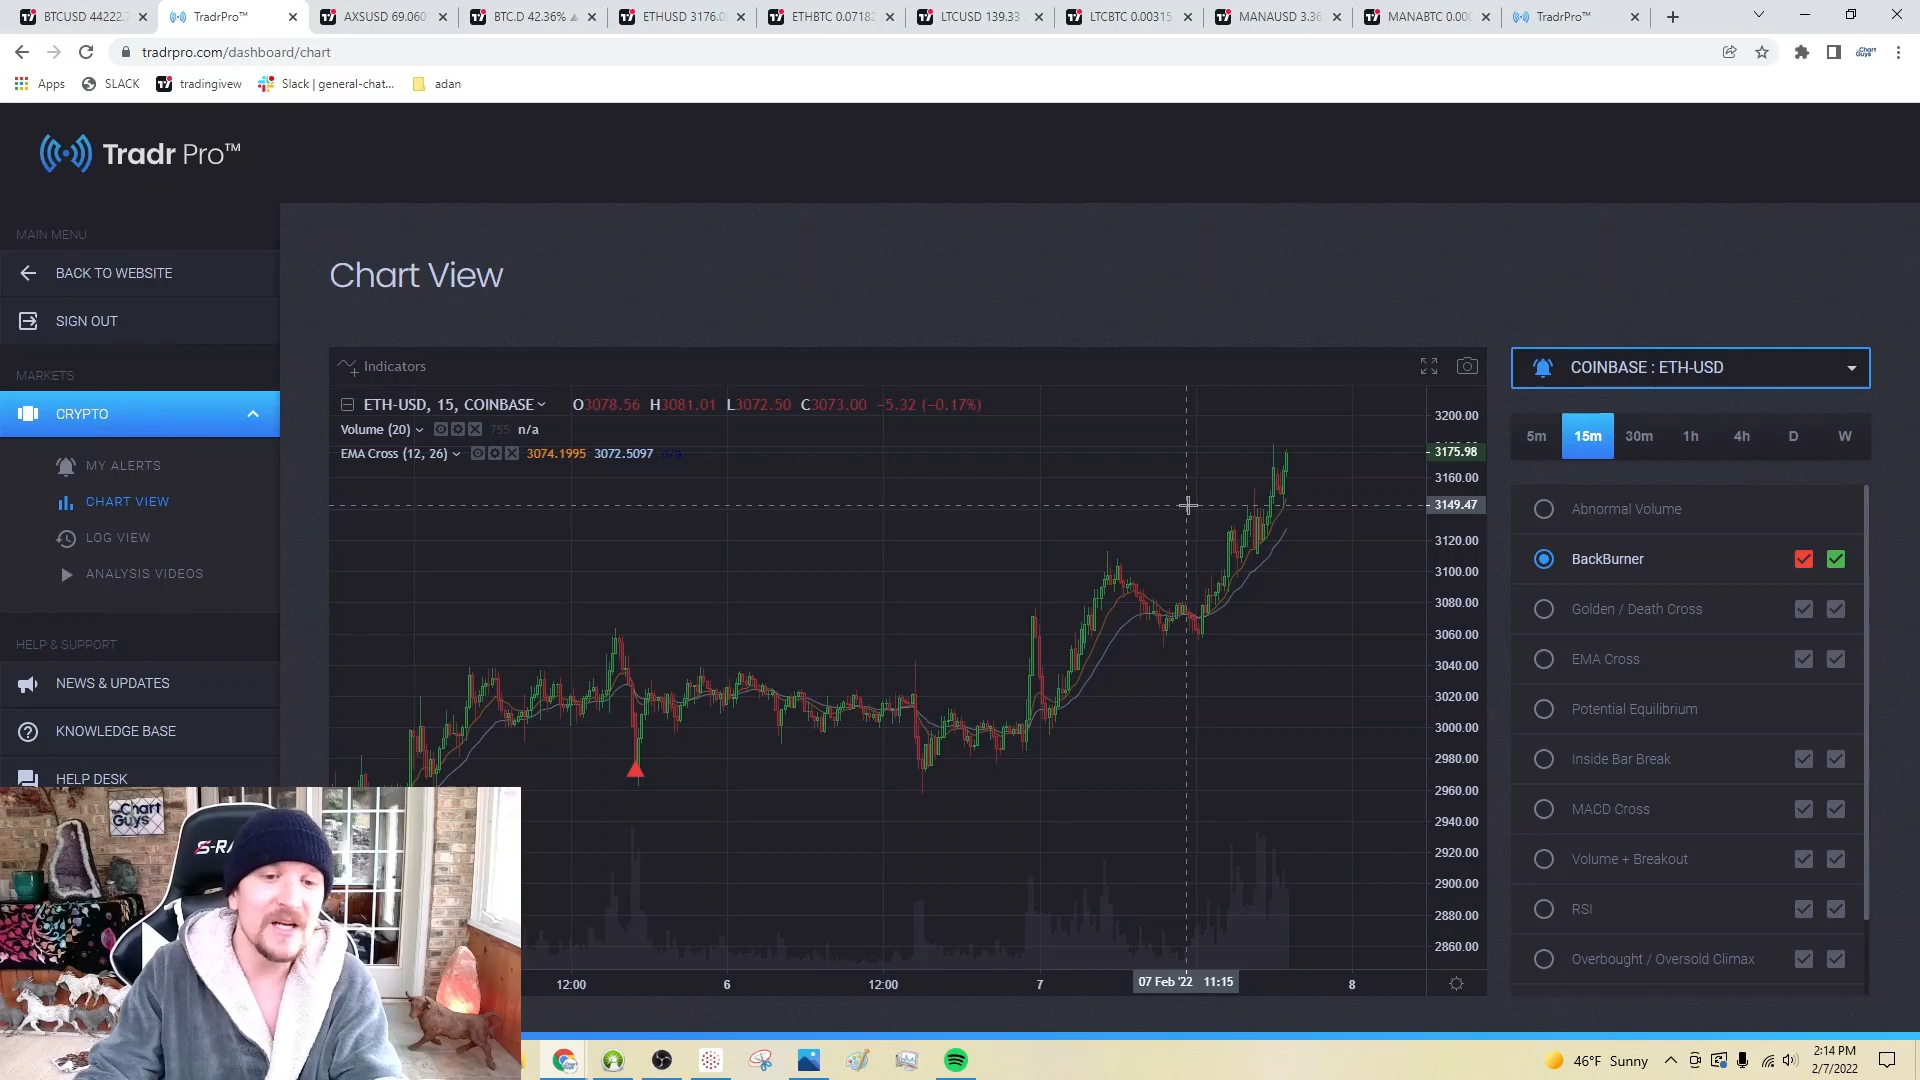 BTCUSD 44222.7
TradrPro™
AXSUSD 69.060
BTC.D 42.36%
ETHUSD 3176.0
ETHBTC 0.07182
LTCUSD 139.33
LTCBTC 0.00315
MANAUSD 3.36
MANABTC 0.000
TradrPro™
tradrpro.com/dashboard/chart
Apps
SLACK
tradingivew
Slack | general-chat...
adan
Tradr Pro™
MAIN MENU
BACK TO WEBSITE
SIGN OUT
MARKETS
CRYPTO
MY ALERTS
CHART VIEW
LOG VIEW
ANALYSIS VIDEOS
HELP & SUPPORT
NEWS & UPDATES
KNOWLEDGE BASE
HELP DESK
Chart View
Indicators
ETH-USD, 15, COINBASE O3078.56 H3081.01 L3072.50 C3073.00 -5.32 (-0.17%)
Volume (20) 755 n/a
EMA Cross (12, 26) 3074.1995 3072.5097 n/a
3200.00
3175.98
3160.00
3149.47
3120.00
3100.00
3080.00
3060.00
3040.00
3020.00
3000.00
2980.00
2960.00
2940.00
2920.00
2900.00
2880.00
2860.00
12:00
6
12:00
7
07 Feb '22 11:15
8
COINBASE : ETH-USD
5m 15m 30m 1h 4h D W
Abnormal Volume
BackBurner
Golden / Death Cross
EMA Cross
Potential Equilibrium
Inside Bar Break
MACD Cross
Volume + Breakout
RSI
Overbought / Oversold Climax
Chart
Guys
S-RA
46°F Sunny
2:14 PM
2/7/2022